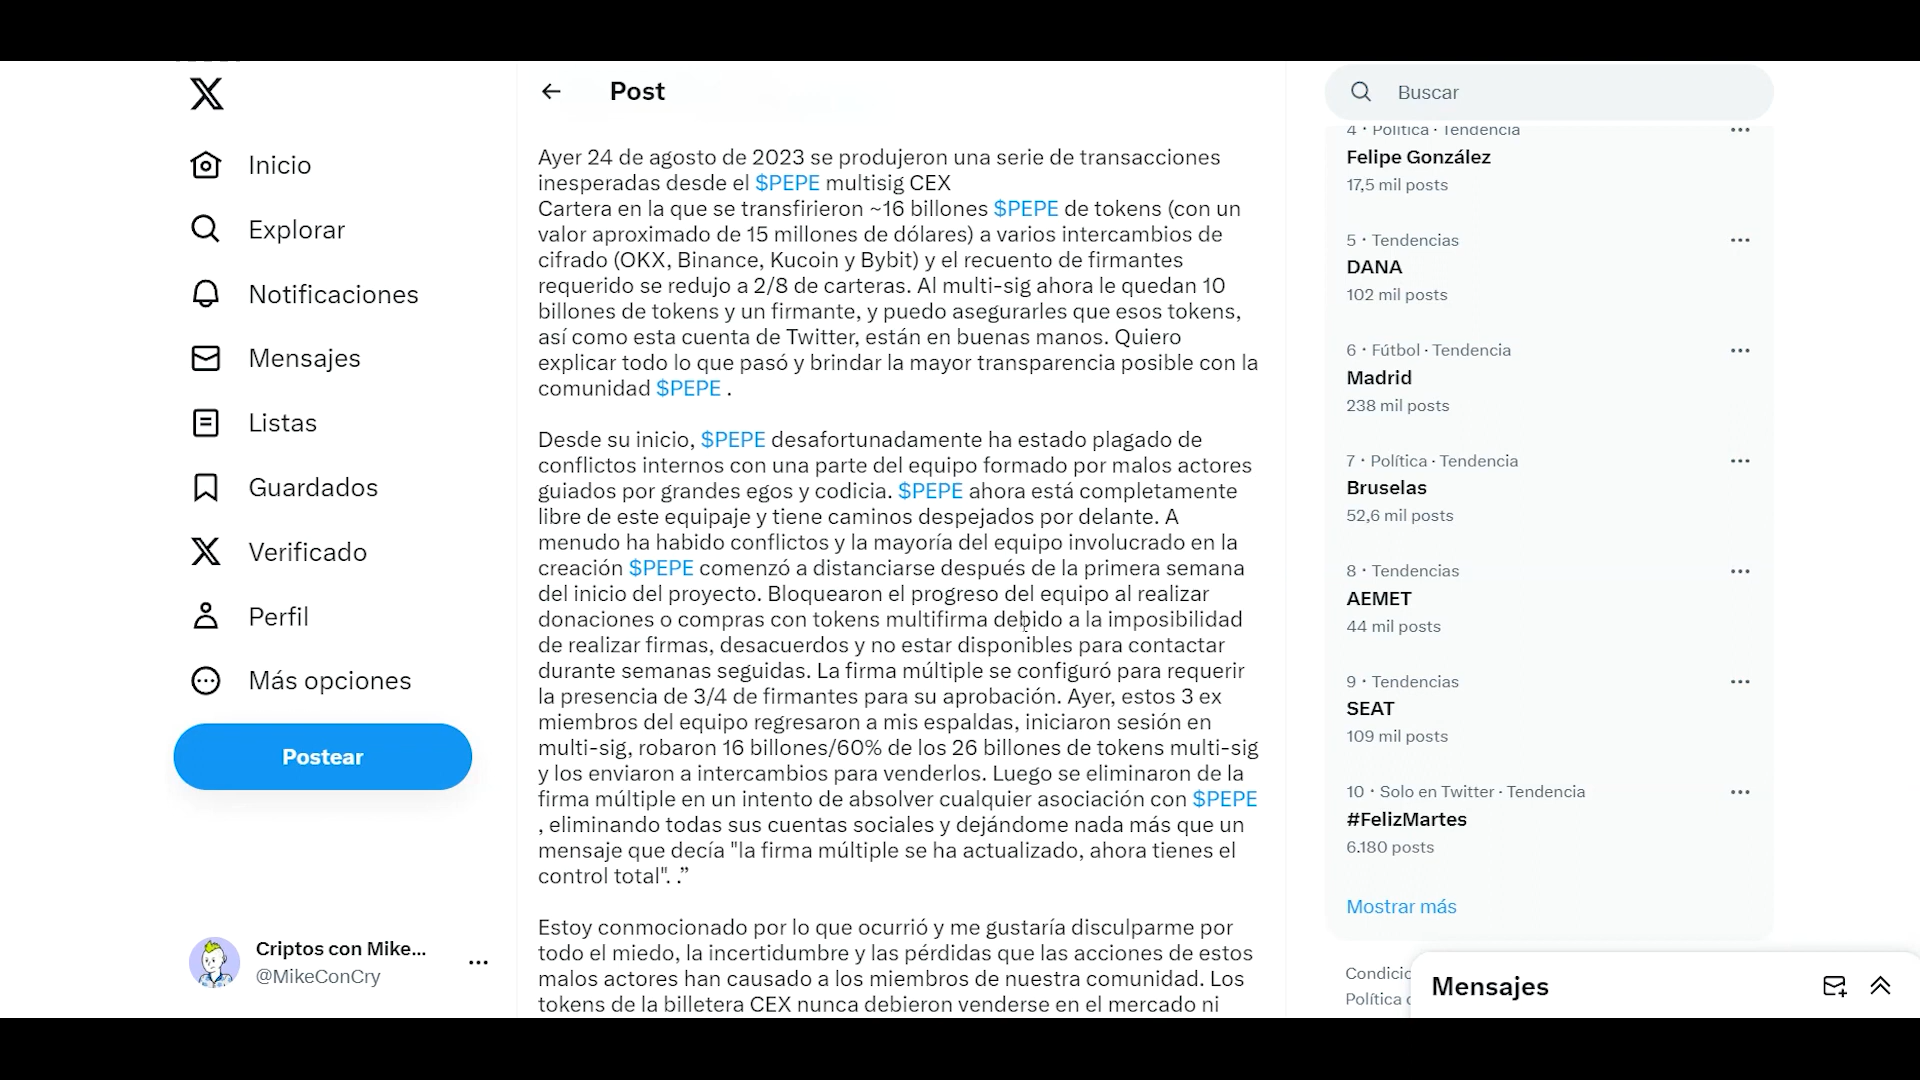 Inicio
Explorar
Notificaciones
Mensajes
Listas
Guardados
Verificado
Perfil
Más opciones
Postear
Criptos con Mike...
@MikeConCry
Post
Ayer 24 de agosto de 2023 se produjeron una serie de transacciones
inesperadas desde el $PEPE multisig CEX
Cartera en la que se transfirieron ~16 billones $PEPE de tokens (con un
valor aproximado de 15 millones de dólares) a varios intercambios de
cifrado (OKX, Binance, Kucoin y Bybit) y el recuento de firmantes
requerido se redujo a 2/8 de carteras. Al multi-sig ahora le quedan 10
billones de tokens y un firmante, y puedo asegurarles que esos tokens,
así como esta cuenta de Twitter, están en buenas manos. Quiero
explicar todo lo que pasó y brindar la mayor transparencia posible con la
comunidad $PEPE .
Desde su inicio, $PEPE desafortunadamente ha estado plagado de
conflictos internos con una parte del equipo formado por malos actores
guiados por grandes egos y codicia. $PEPE ahora está completamente
libre de este equipaje y tiene caminos despejados por delante. A
menudo ha habido conflictos y la mayoría del equipo involucrado en la
creación $PEPE comenzó a distanciarse después de la primera semana
del inicio del proyecto. Bloquearon el progreso del equipo al realizar
donaciones o compras con tokens multifirma debido a la imposibilidad
de realizar firmas, desacuerdos y no estar disponibles para contactar
durante semanas seguidas. La firma múltiple se configuró para requerir
la presencia de 3/4 de firmantes para su aprobación. Ayer, estos 3 ex
miembros del equipo regresaron a mis espaldas, iniciaron sesión en
multi-sig, robaron 16 billones/60% de los 26 billones de tokens multi-sig
y los enviaron a intercambios para venderlos. Luego se eliminaron de la
firma múltiple en un intento de absolver cualquier asociación con $PEPE
, eliminando todas sus cuentas sociales y dejándome nada más que un
mensaje que decía "la firma múltiple se ha actualizado, ahora tienes el
control total". .”
Estoy conmocionado por lo que ocurrió y me gustaría disculparme por
todo el miedo, la incertidumbre y las pérdidas que las acciones de estos
malos actores han causado a los miembros de nuestra comunidad. Los
tokens de la billetera CEX nunca debieron venderse en el mercado ni
Buscar
4 · Política · Tendencia
Felipe González
17,5 mil posts
5 · Tendencias
DANA
102 mil posts
6 · Fútbol · Tendencia
Madrid
238 mil posts
7 · Política · Tendencia
Bruselas
52,6 mil posts
8 · Tendencias
AEMET
44 mil posts
9 · Tendencias
SEAT
109 mil posts
10 · Solo en Twitter · Tendencia
#FelizMartes
6.180 posts
Mostrar más
Condicio
Política
Mensajes